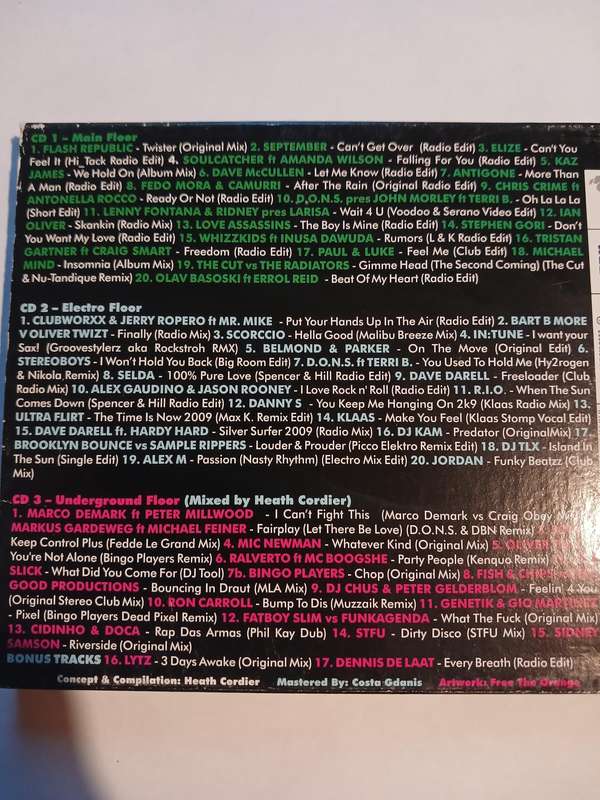 CD 1 – Main Floor
1. FLASH REPUBLIC - Twister (Original Mix) 2. SEPTEMBER - Can't Get Over (Radio Edit) 3. ELIZE - Can't You
Feel It (Hi_Tack Radio Edit) 4. SOULCATCHER ft AMANDA WILSON - Falling For You (Radio Edit) 5. KAZ
JAMES - We Hold On (Album Mix) 6. DAVE McCULLEN - Let Me Know (Radio Edit) 7. ANTIGONE - More Than
A Man (Radio Edit) 8. FEDO MORA & CAMURRI - After The Rain (Original Radio Edit) 9. CHRIS CRIME ft
ANTONELLA ROCCO - Ready Or Not (Radio Edit) 10. D.O.N.S. pres JOHN MORLEY ft TERRI B. - Oh La La La
(Short Edit) 11. LENNY FONTANA & RIDNEY pres LARISA - Wait 4 U (Voodoo & Serano Video Edit) 12. IAN
OLIVER - Skankin (Radio Mix) 13. LOVE ASSASSINS - The Boy Is Mine (Radio Edit) 14. STEPHEN GORI - Don't
You Want My Love (Radio Edit) 15. WHIZZKIDS ft INUSA DAWUDA - Rumors (L & K Radio Edit) 16. TRISTAN
GARTNER ft CRAIG SMART - Freedom (Radio Edit) 17. PAUL & LUKE - Feel Me (Club Edit) 18. MICHAEL
MIND - Insomnia (Album Mix) 19. THE CUT vs THE RADIATORS - Gimme Head (The Second Coming) (The Cut
& Nu-Tandique Remix) 20. OLAV BASOSKI ft ERROL REID - Beat Of My Heart (Radio Edit)
CD 2 – Electro Floor
1. CLUBWORXX & JERRY ROPERO ft MR. MIKE - Put Your Hands Up In The Air (Radio Edit) 2. BART B MORE
V OLIVER TWIZT - Finally (Radio Mix) 3. SCORCCIO - Hella Good (Malibu Breeze Mix) 4. IN:TUNE - I want your
Sax! (Groovestylerz aka Rockstroh RMX) 5. BELMOND & PARKER - On The Move (Original Edit) 6.
STEREOBOYS - I Won't Hold You Back (Big Room Edit) 7. D.O.N.S. ft TERRI B. - You Used To Hold Me (Hy2rogen
& Nikola Remix) 8. SELDA - 100% Pure Love (Spencer & Hill Radio Edit) 9. DAVE DARELL - Freeloader (Club
Radio Mix) 10. ALEX GAUDINO & JASON ROONEY - I Love Rock n' Roll (Radio Edit) 11. R.I.O. - When The Sun
Comes Down (Spencer & Hill Radio Edit) 12. DANNY S - You Keep Me Hanging On 2k9 (Klaas Radio Mix) 13.
ULTRA FLIRT - The Time Is Now 2009 (Max K. Remix Edit) 14. KLAAS - Make You Feel (Klaas Stomp Vocal Edit)
15. DAVE DARELL ft. HARDY HARD - Silver Surfer 2009 (Radio Mix) 16. DJ KAM - Predator (OriginalMix) 17.
BROOKLYN BOUNCE vs SAMPLE RIPPERS - Louder & Prouder (Picco Elektro Remix Edit) 18. DJ TLX - Island In
The Sun (Single Edit) 19. ALEX M - Passion (Nasty Rhythm) (Electro Mix Edit) 20. JORDAN - Funky Beatzz (Club
Mix)
CD 3 – Underground Floor (Mixed by Heath Cordier)
1. MARCO DEMARK ft PETER MILLWOOD - I Can't Fight This (Marco Demark vs Craig Obey
MARKUS GARDEWEG ft MICHAEL FEINER - Fairplay (Let There Be Love) (D.O.N.S. & DBN Remix)
Keep Control Plus (Fedde Le Grand Mix) 4. MIC NEWMAN - Whatever Kind (Original Mix) 5.
You're Not Alone (Bingo Players Remix) 6. RALVERTO ft MC BOOGSHE - Party People (Kenquo Remix)
SLICK - What Did You Come For (DJ Tool) 7b. BINGO PLAYERS - Chop (Original Mix) 8. FISH &
GOOD PRODUCTIONS - Bouncing In Draut (MLA Mix) 9. DJ CHUS & PETER GELDERBLOM - Feelin' 4 You
(Original Stereo Club Mix) 10. RON CARROLL - Bump To Dis (Muzzaik Remix) 11. GENETIK & GIO MARTINEZ
- Pixel (Bingo Players Dead Pixel Remix) 12. FATBOY SLIM vs FUNKAGENDA - What The Fuck (Original Mix)
13. CIDINHO & DOCA - Rap Das Armas (Phil Kay Dub) 14. STFU - Dirty Disco (STFU Mix) 15. SIDNEY
SAMSON - Riverside (Original Mix)
BONUS TRACKS 16. LYTZ - 3 Days Awake (Original Mix) 17. DENNIS DE LAAT - Every Breath (Radio Edit)
Concept & Compilation: Heath Cordier Mastered By: Costa Gdanis Artwork: Free The Orange